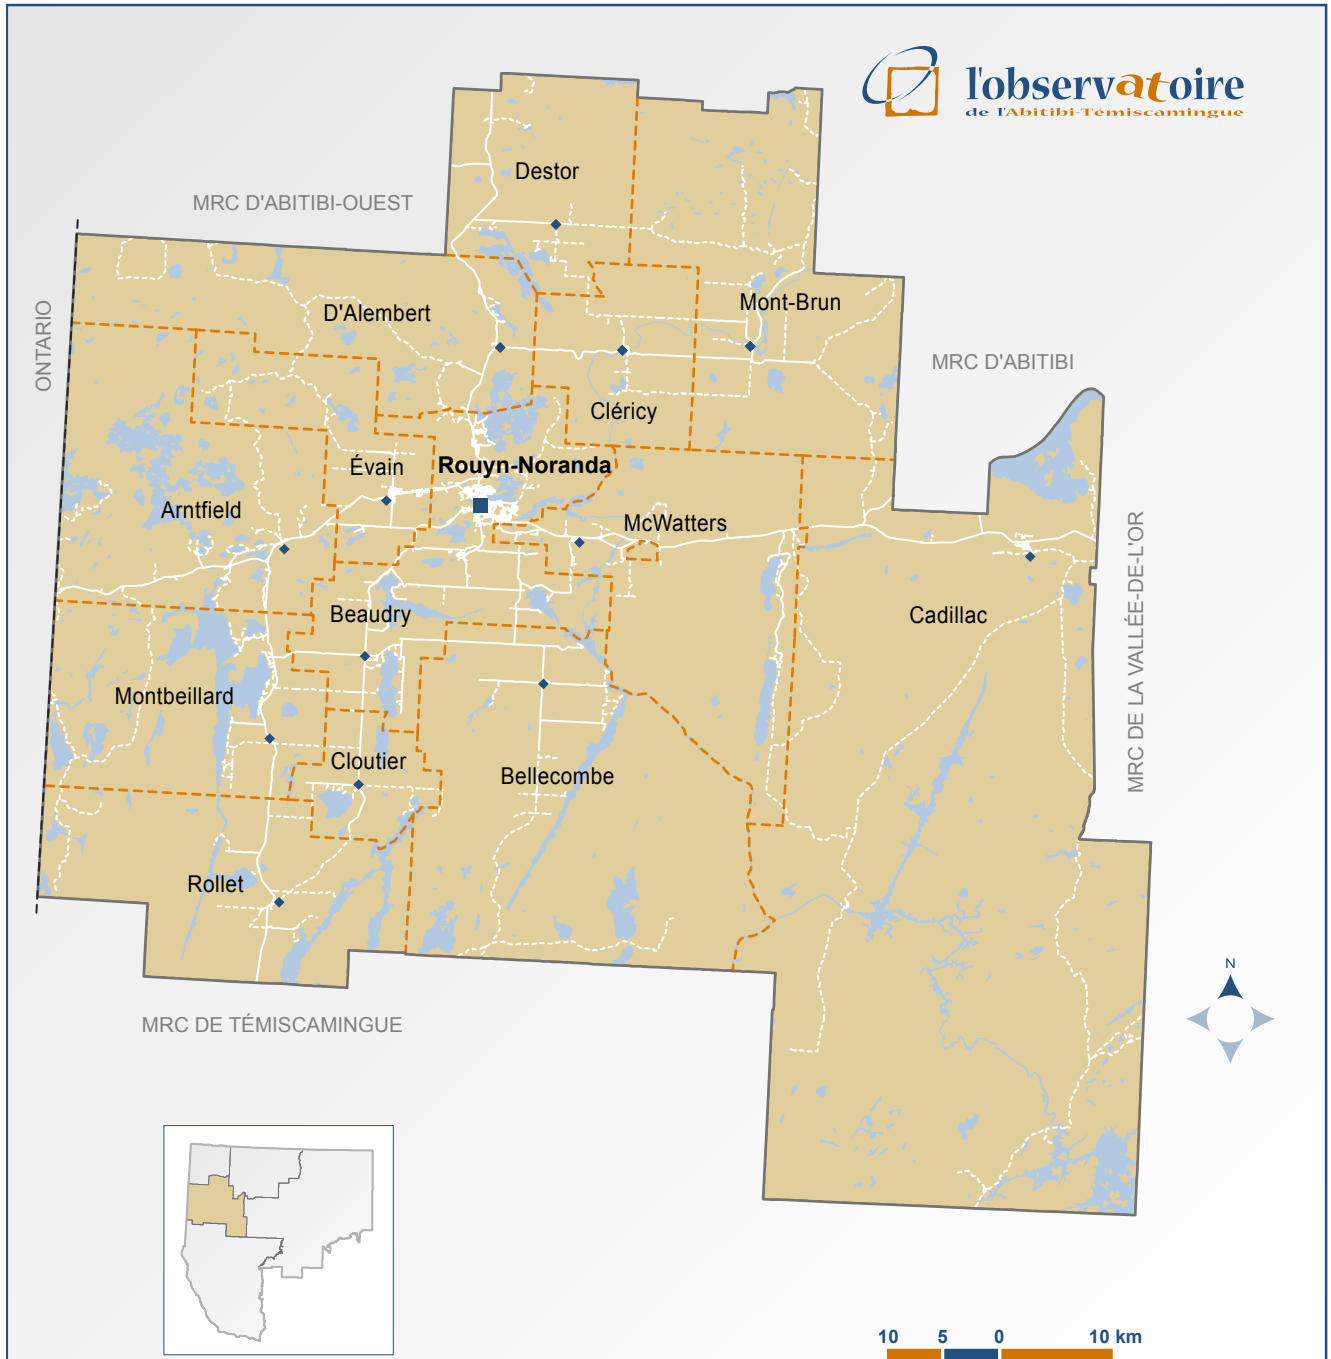 l'observatoire
de l'Abitibi-Témiscamingue
Destor
MRC D'ABITIBI-OUEST
ONTARIO
D'Alembert
Mont-Brun
MRC D'ABITIBI
Cléricy
Évain
Rouyn-Noranda
Arntfield
McWatters
MRC DE LA VALLÉE-DE-L'OR
Beaudry
Cadillac
Montbeillard
Cloutier
Bellecombe
Rollet
N
MRC DE TÉMISCAMINGUE
10 5 0 10 km